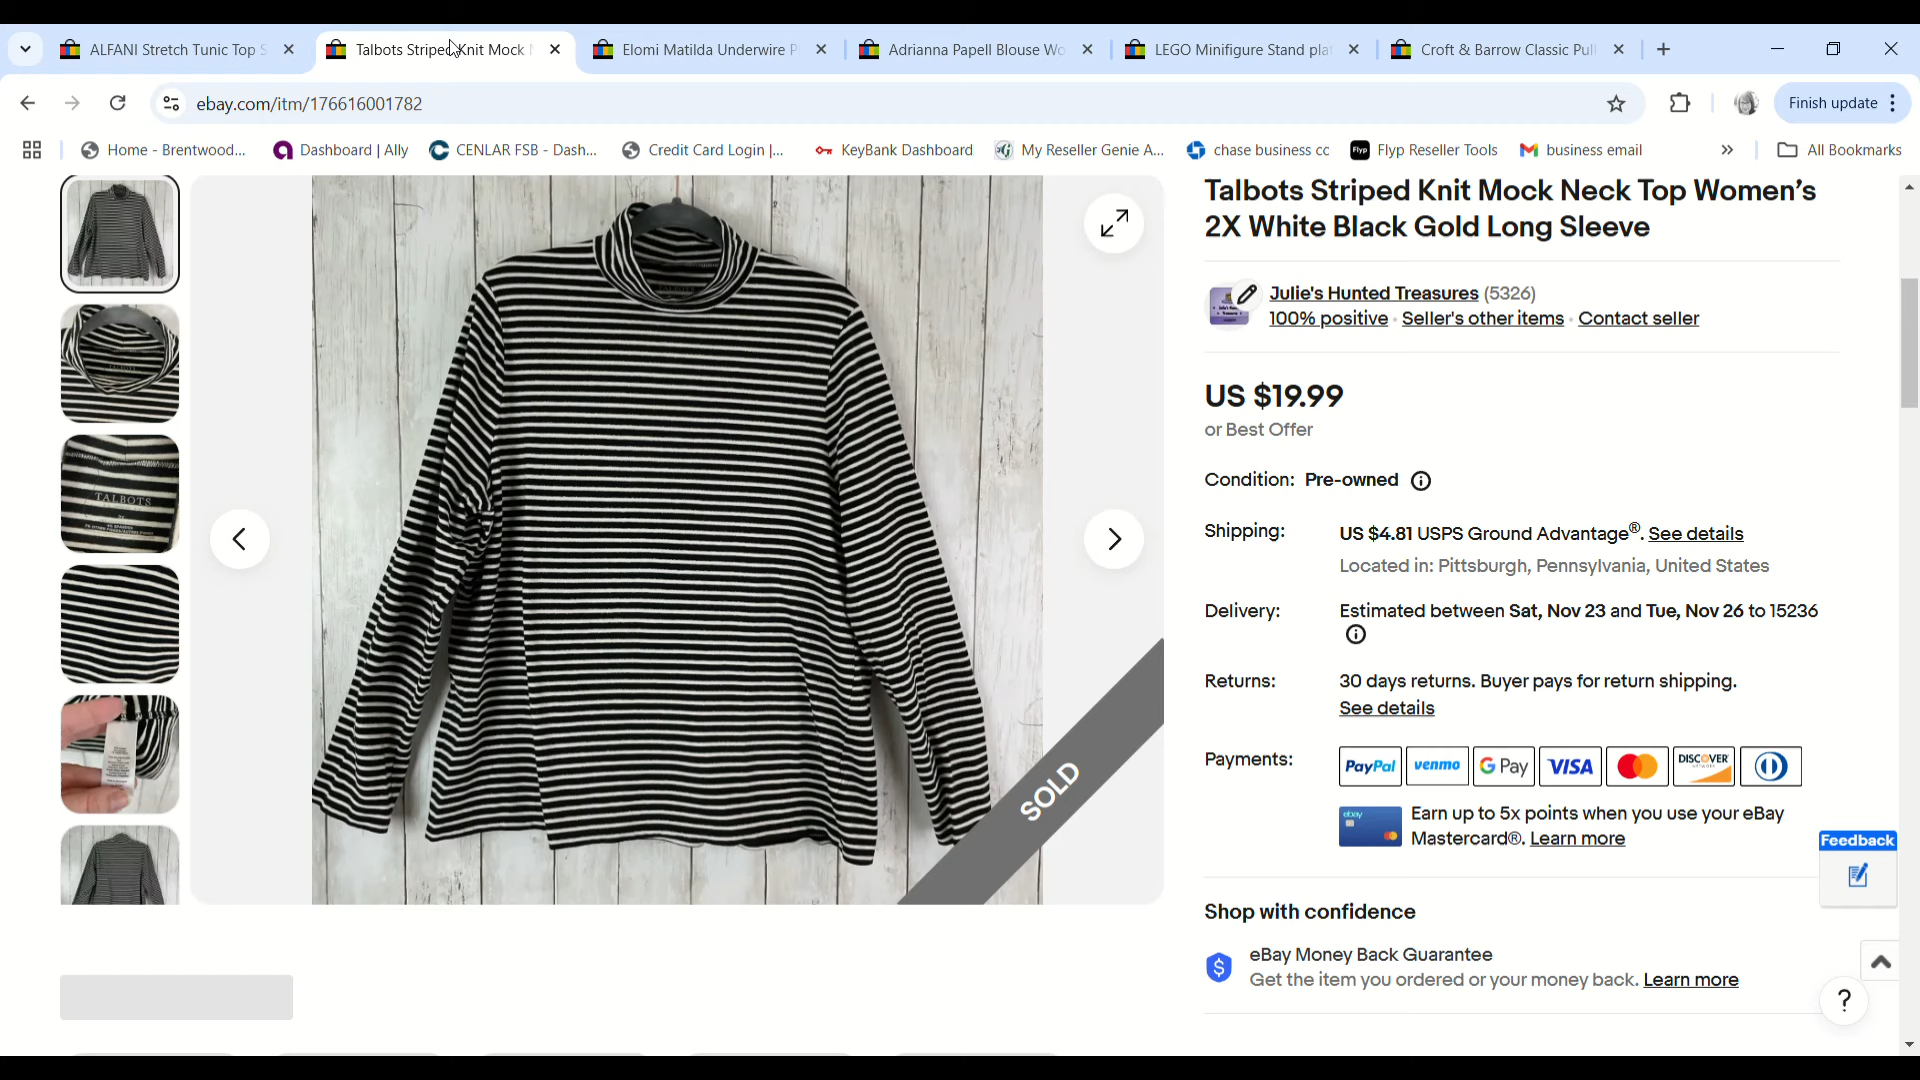 ALFANI Stretch Tunic Top S
Talbots Striped Knit Mock N
Elomi Matilda Underwire P
Adrianna Papell Blouse Wo
LEGO Minifigure Stand plat
Croft & Barrow Classic Pull
ebay.com/itm/176616001782
Finish update
Home - Brentwood...
Dashboard | Ally
CENLAR FSB - Dash...
Credit Card Login |...
KeyBank Dashboard
My Reseller Genie A...
chase business cc
Flyp
Flyp Reseller Tools
business email
All Bookmarks
TALBOTS
SOLD
Talbots Striped Knit Mock Neck Top Women's
2X White Black Gold Long Sleeve
Julie's Hunted Treasures (5326)
100% positive · Seller's other items · Contact seller
US $19.99
or Best Offer
Condition: Pre-owned
Shipping: US $4.81 USPS Ground Advantage®. See details
Located in: Pittsburgh, Pennsylvania, United States
Delivery: Estimated between Sat, Nov 23 and Tue, Nov 26 to 15236
Returns: 30 days returns. Buyer pays for return shipping.
See details
Payments: PayPal venmo G Pay VISA DISCOVER
ebay
Earn up to 5x points when you use your eBay
Mastercard®. Learn more
Feedback
Shop with confidence
eBay Money Back Guarantee
Get the item you ordered or your money back. Learn more
?